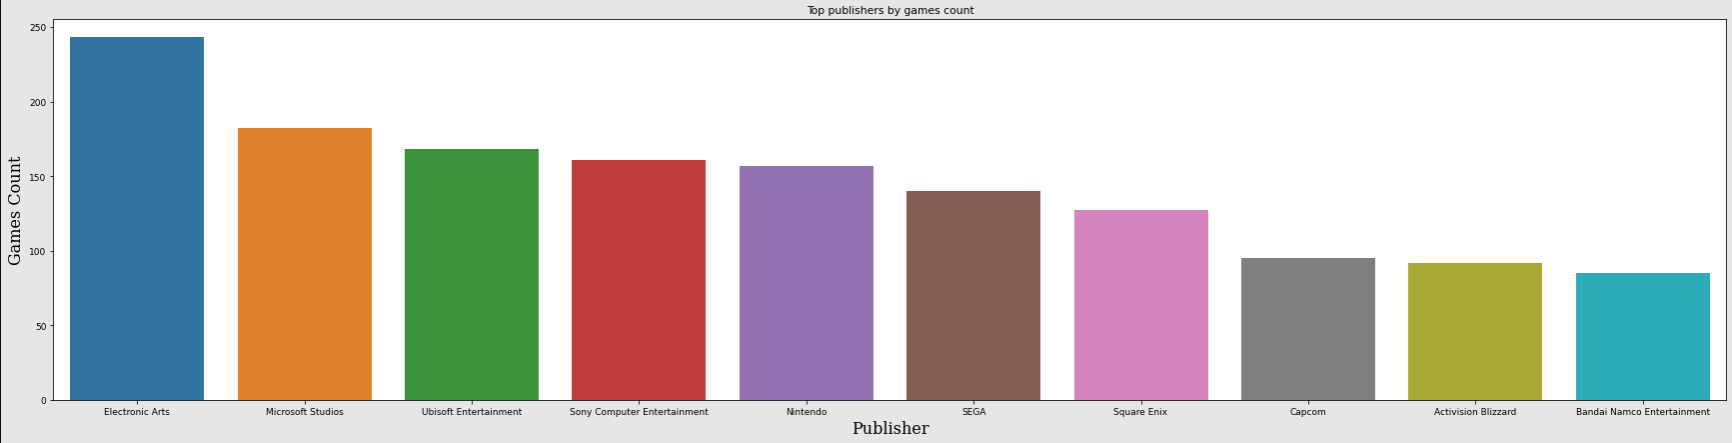 Top publishers by games count
250
200
150
100
50
0
Games Count
Electronic Arts
Microsoft Studios
Ubisoft Entertainment
Sony Computer Entertainment
Nintendo
SEGA
Square Enix
Capcom
Activision Blizzard
Bandai Namco Entertainment
Publisher